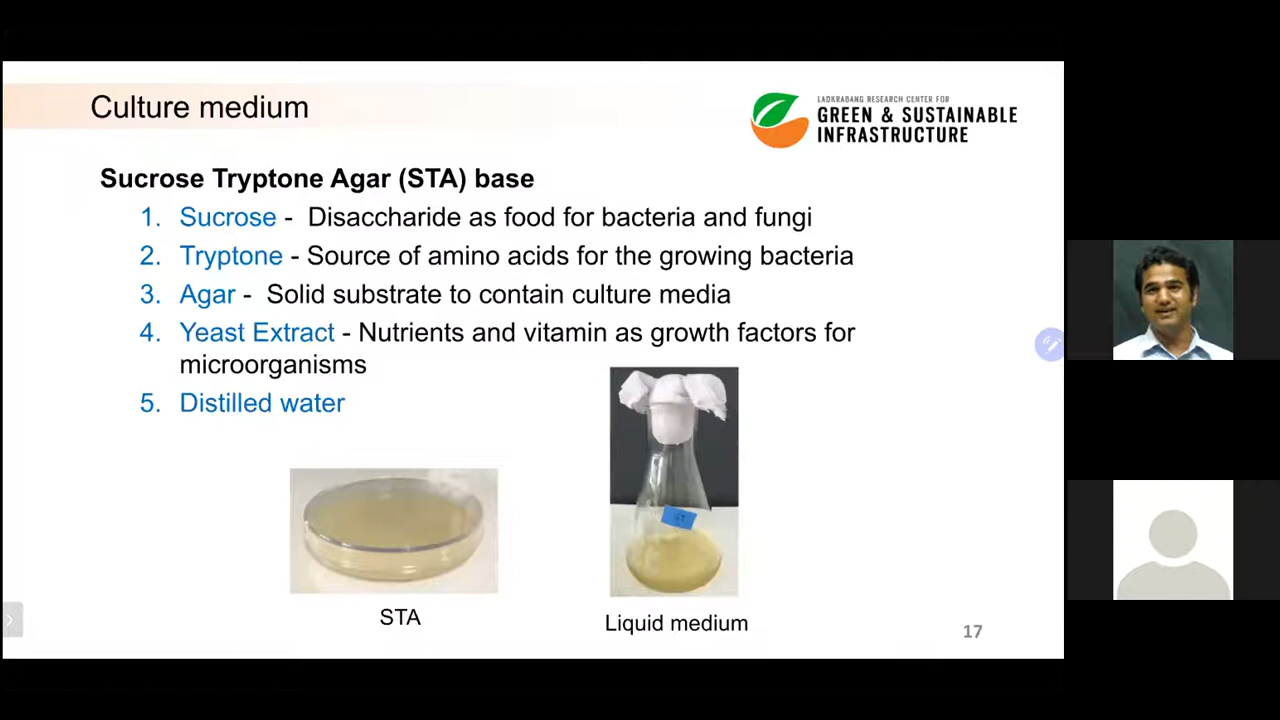 Culture medium
LADKRABANG RESEARCH CENTER FOR
GREEN & SUSTAINABLE
INFRASTRUCTURE
Sucrose Tryptone Agar (STA) base
1. Sucrose - Disaccharide as food for bacteria and fungi
2. Tryptone - Source of amino acids for the growing bacteria
3. Agar - Solid substrate to contain culture media
4. Yeast Extract - Nutrients and vitamin as growth factors for
microorganisms
5. Distilled water
STA
Liquid medium
17